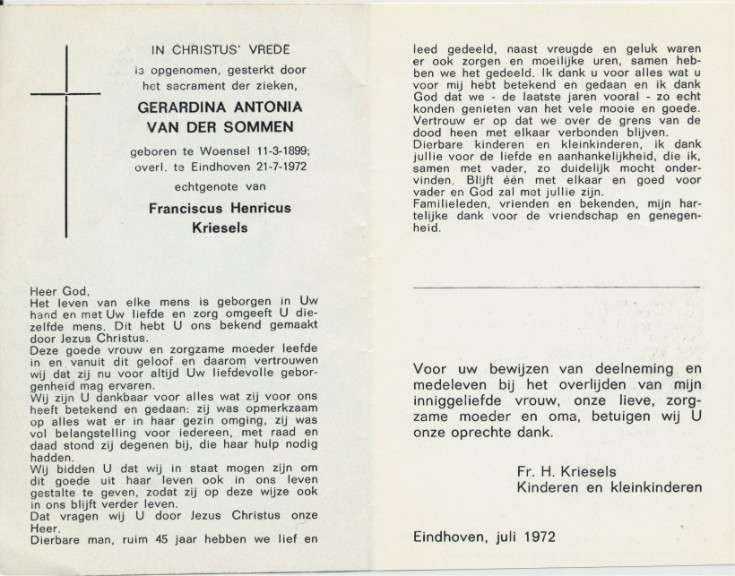 IN CHRISTUS' VREDE
is opgenomen, gesterkt door
het sacrament der zieken,
GERARDINA ANTONIA
VAN DER SOMMEN
geboren te Woensel 11-3-1899;
overl. te Eindhoven 21-7-1972
echtgenote van
Franciscus Henricus
Kriesels
Heer God,
Het leven van elke mens is geborgen in Uw
hand en met Uw liefde en zorg omgeeft U die-
zelfde mens. Dit hebt U ons bekend gemaakt
door Jezus Christus.
Deze goede vrouw en zorgzame moeder leefde
in en vanuit dit geloof en daarom vertrouwen
wij dat zij nu voor altijd Uw liefdevolle gebor-
genheid mag ervaren.
Wij zijn U dankbaar voor alles wat zij voor ons
heeft betekend en gedaan: zij was opmerkzaam
op alles wat er in haar gezin omging, zij was
vol belangstelling voor iedereen, met raad en
daad stond zij degenen bij, die haar hulp nodig
hadden.
Wij bidden U dat wij in staat mogen zijn om
dit goede uit haar leven ook in ons leven
gestalte te geven, zodat zij op deze wijze ook
in ons blijft verder leven.
Dat vragen wij U door Jezus Christus onze
Heer.
Dierbare man, ruim 45 jaar hebben we lief en
leed gedeeld, naast vreugde en geluk waren
er ook zorgen en moeilijke uren, samen heb-
ben we het gedeeld. Ik dank u voor alles wat u
voor mij hebt betekend en gedaan en ik dank
God dat we - de laatste jaren vooral - zo echt
konden genieten van het vele mooie en goede.
Vertrouw er op dat we over de grens van de
dood heen met elkaar verbonden blijven.
Dierbare kinderen en kleinkinderen, ik dank
jullie voor de liefde en aanhankelijkheid, die ik,
samen met vader, zo duidelijk mocht onder-
vinden. Blijft één met elkaar en goed voor
vader en God zal met jullie zijn.
Familieleden, vrienden en bekenden, mijn har-
telijke dank voor de vriendschap en genegen-
heid.
Voor uw bewijzen van deelneming en
medeleven bij het overlijden van mijn
inniggeliefde vrouw, onze lieve, zorg-
zame moeder en oma, betuigen wij U
onze oprechte dank.
Fr. H. Kriesels
Kinderen en kleinkinderen
Eindhoven, juli 1972